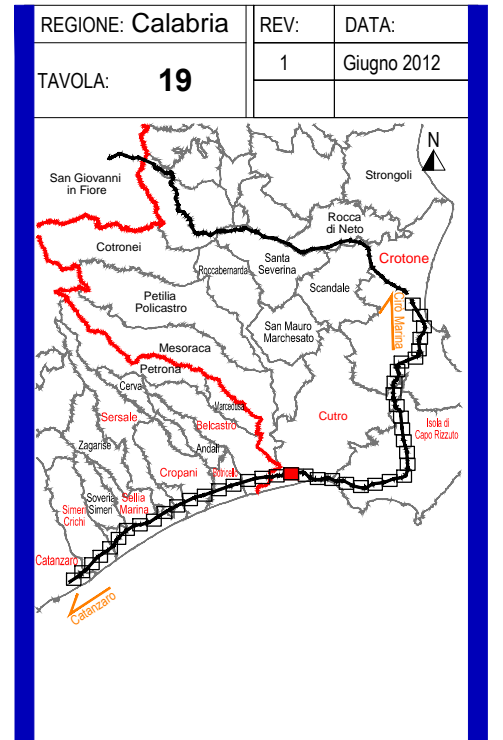 REGIONE: Calabria
REV:
DATA:
TAVOLA: 19
1
Giugno 2012
N
San Giovanni
in Fiore
Strongoli
Rocca
di Neto
Cotronei
Santa
Severina
Crotone
Roccabernarda
Scandale
Petilia
Policastro
Ciro Marina
San Mauro
Marchesato
Mesoraca
Petrona
Cerva
Marcedusa
Sersale
Belcastro
Cutro
Isola di
Capo Rizzuto
Andali
Zagarise
Cropani
Botricello
Soveria
Simeri
Sellia
Marina
Simeri
Crichi
Catanzaro
Catanzaro